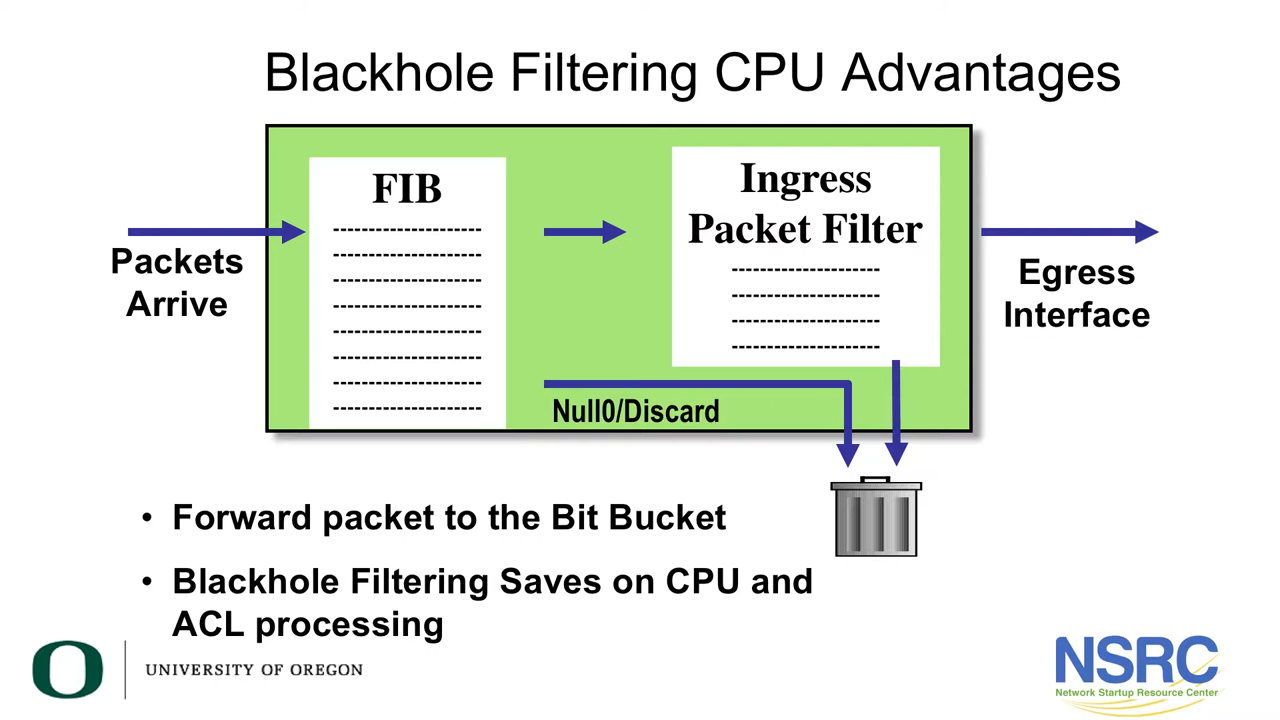 Blackhole Filtering CPU Advantages
FIB
---------------------
---------------------
---------------------
---------------------
---------------------
---------------------
---------------------
---------------------
Ingress
Packet Filter
---------------------
---------------------
---------------------
---------------------
Packets
Arrive
Egress
Interface
Null0/Discard
• Forward packet to the Bit Bucket
• Blackhole Filtering Saves on CPU and
ACL processing
O
UNIVERSITY OF OREGON
NSRC
Network Startup Resource Center